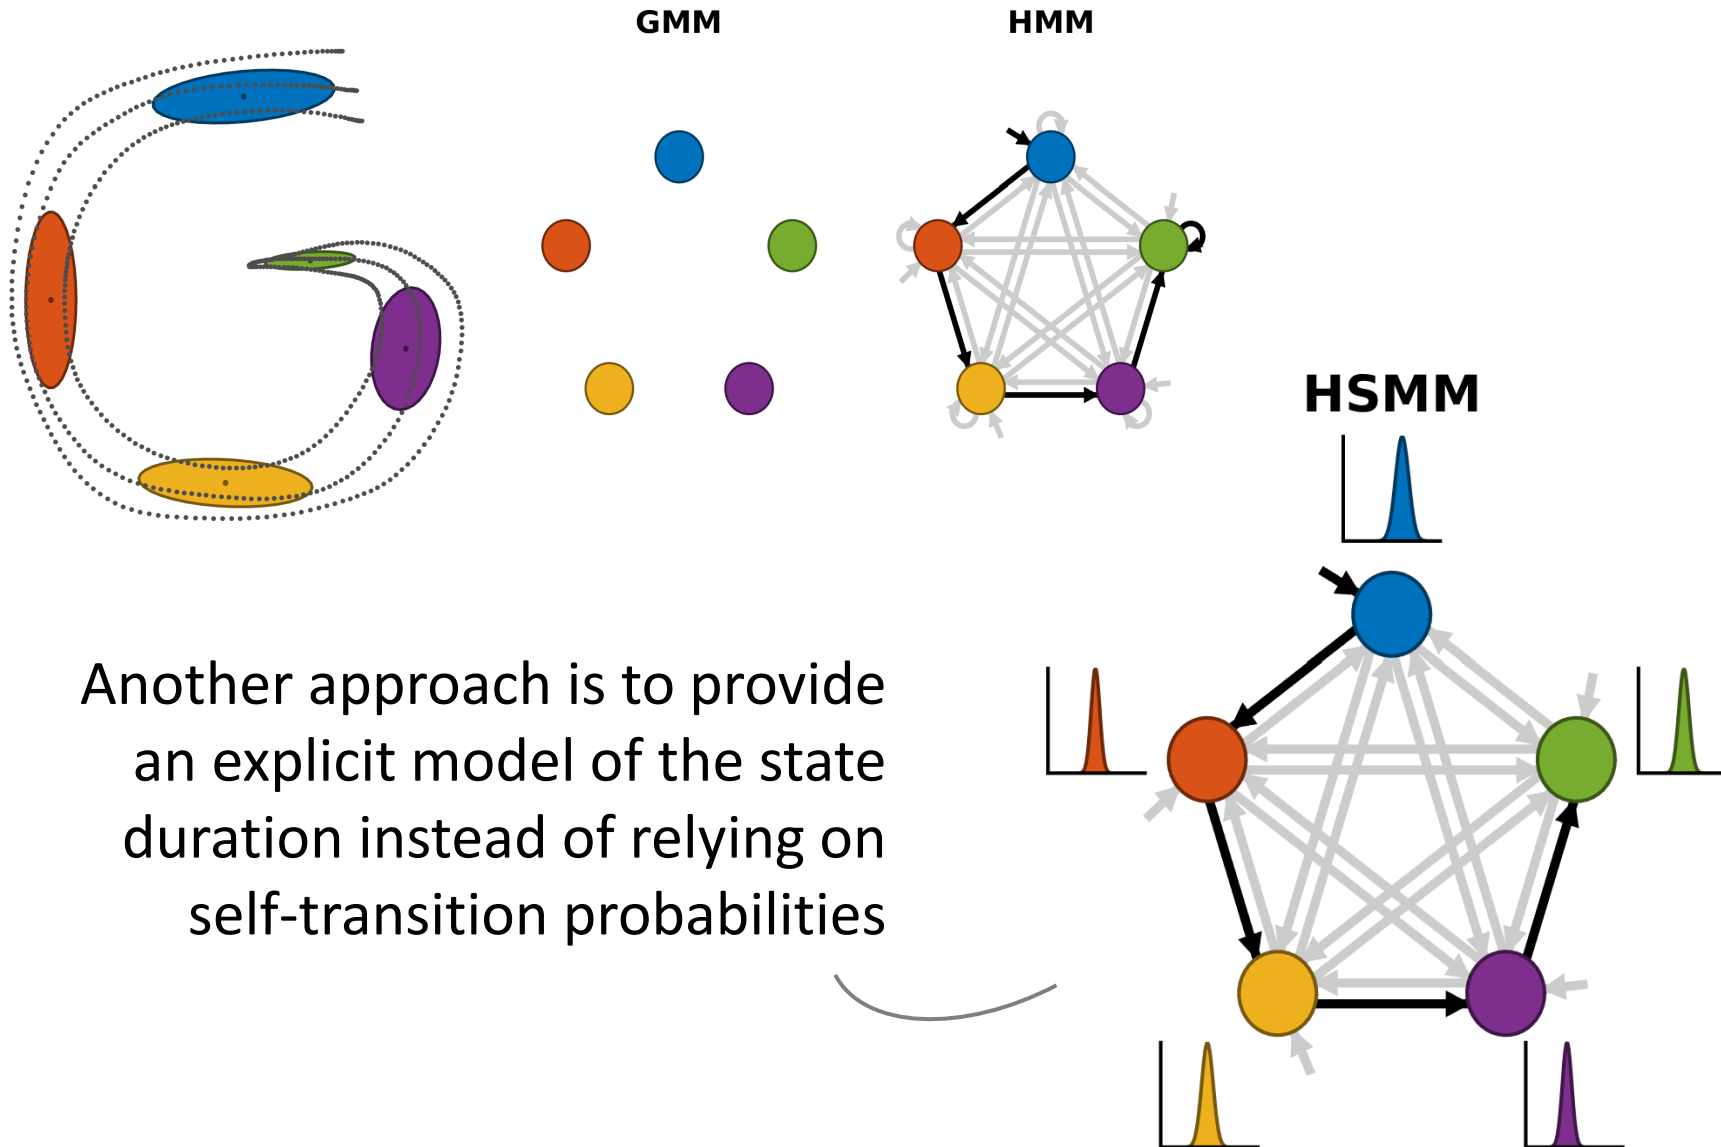 GMM
HMM
HSMM
Another approach is to provide
an explicit model of the state
duration instead of relying on
self-transition probabilities